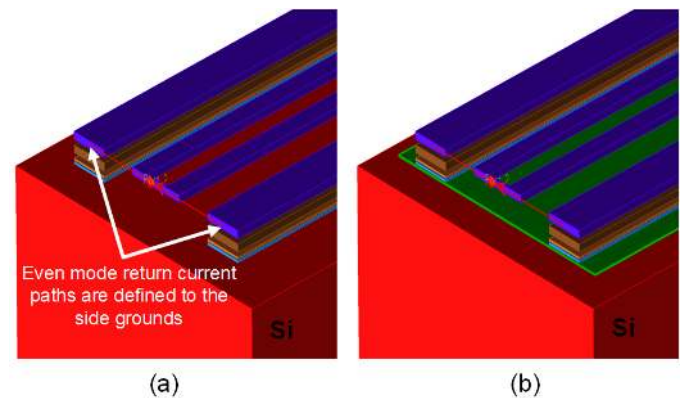 Even mode return current
paths are defined to the
side grounds
Si
Si
(a)
(b)